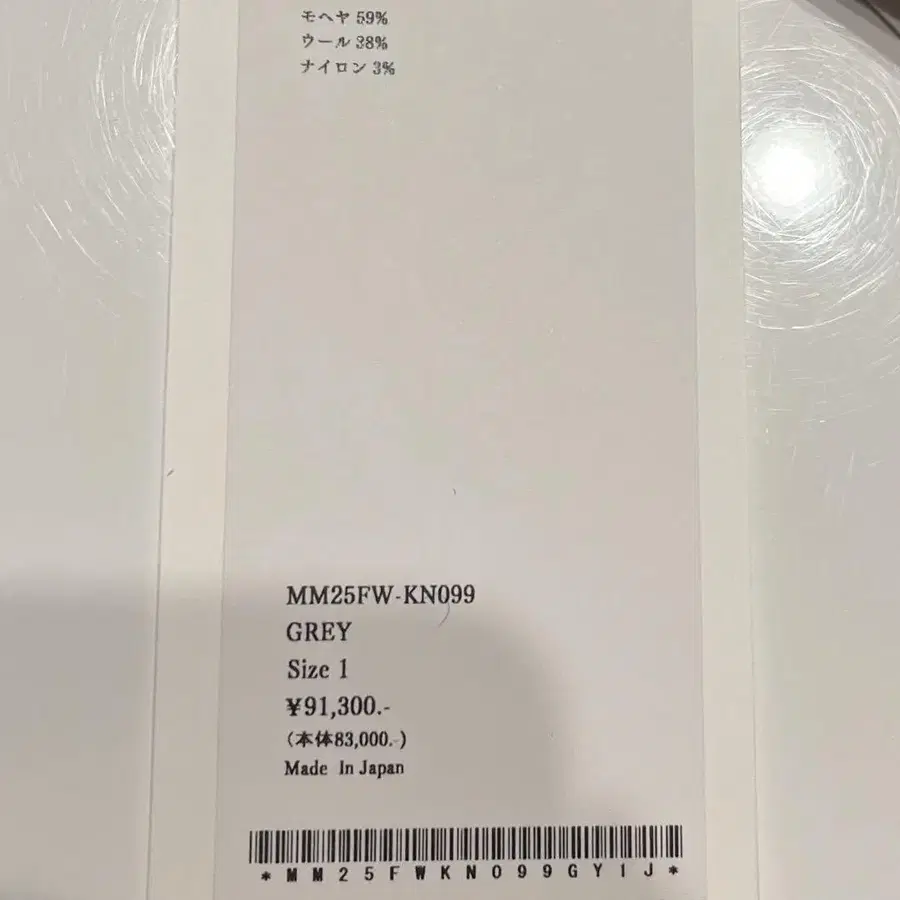 モヘヤ 59%
ウール 38%
ナイロン 3%
MM25FW-KN099
GREY
Size 1
¥91,300.-
(本体83,000.-)
Made In Japan
*MM25FWKN099GY1J*